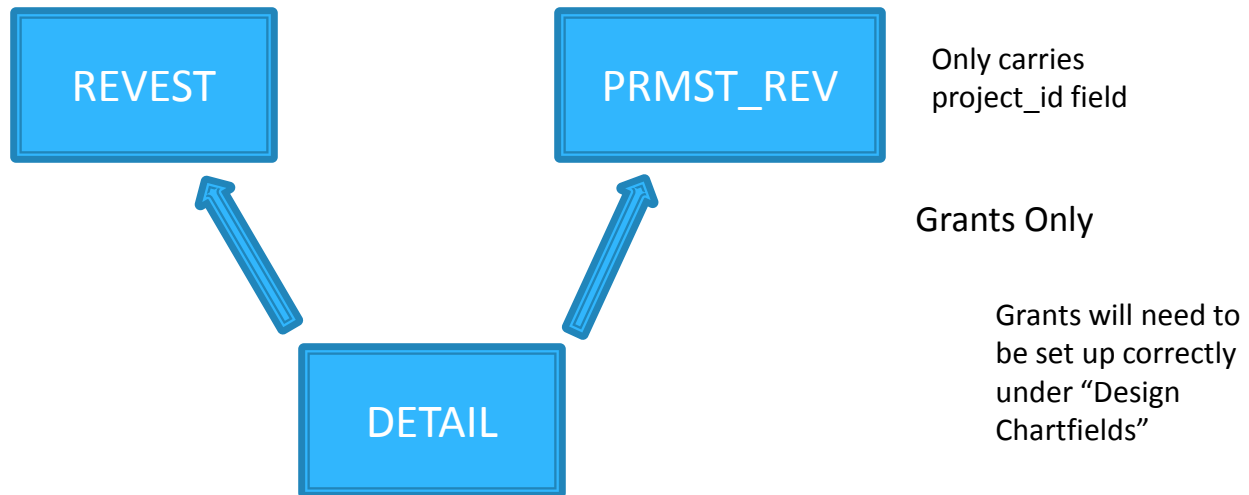 REVEST
PRMST_REV
Only carries
project_id field
Grants Only
Grants will need to
be set up correctly
under “Design
Chartfields”
DETAIL